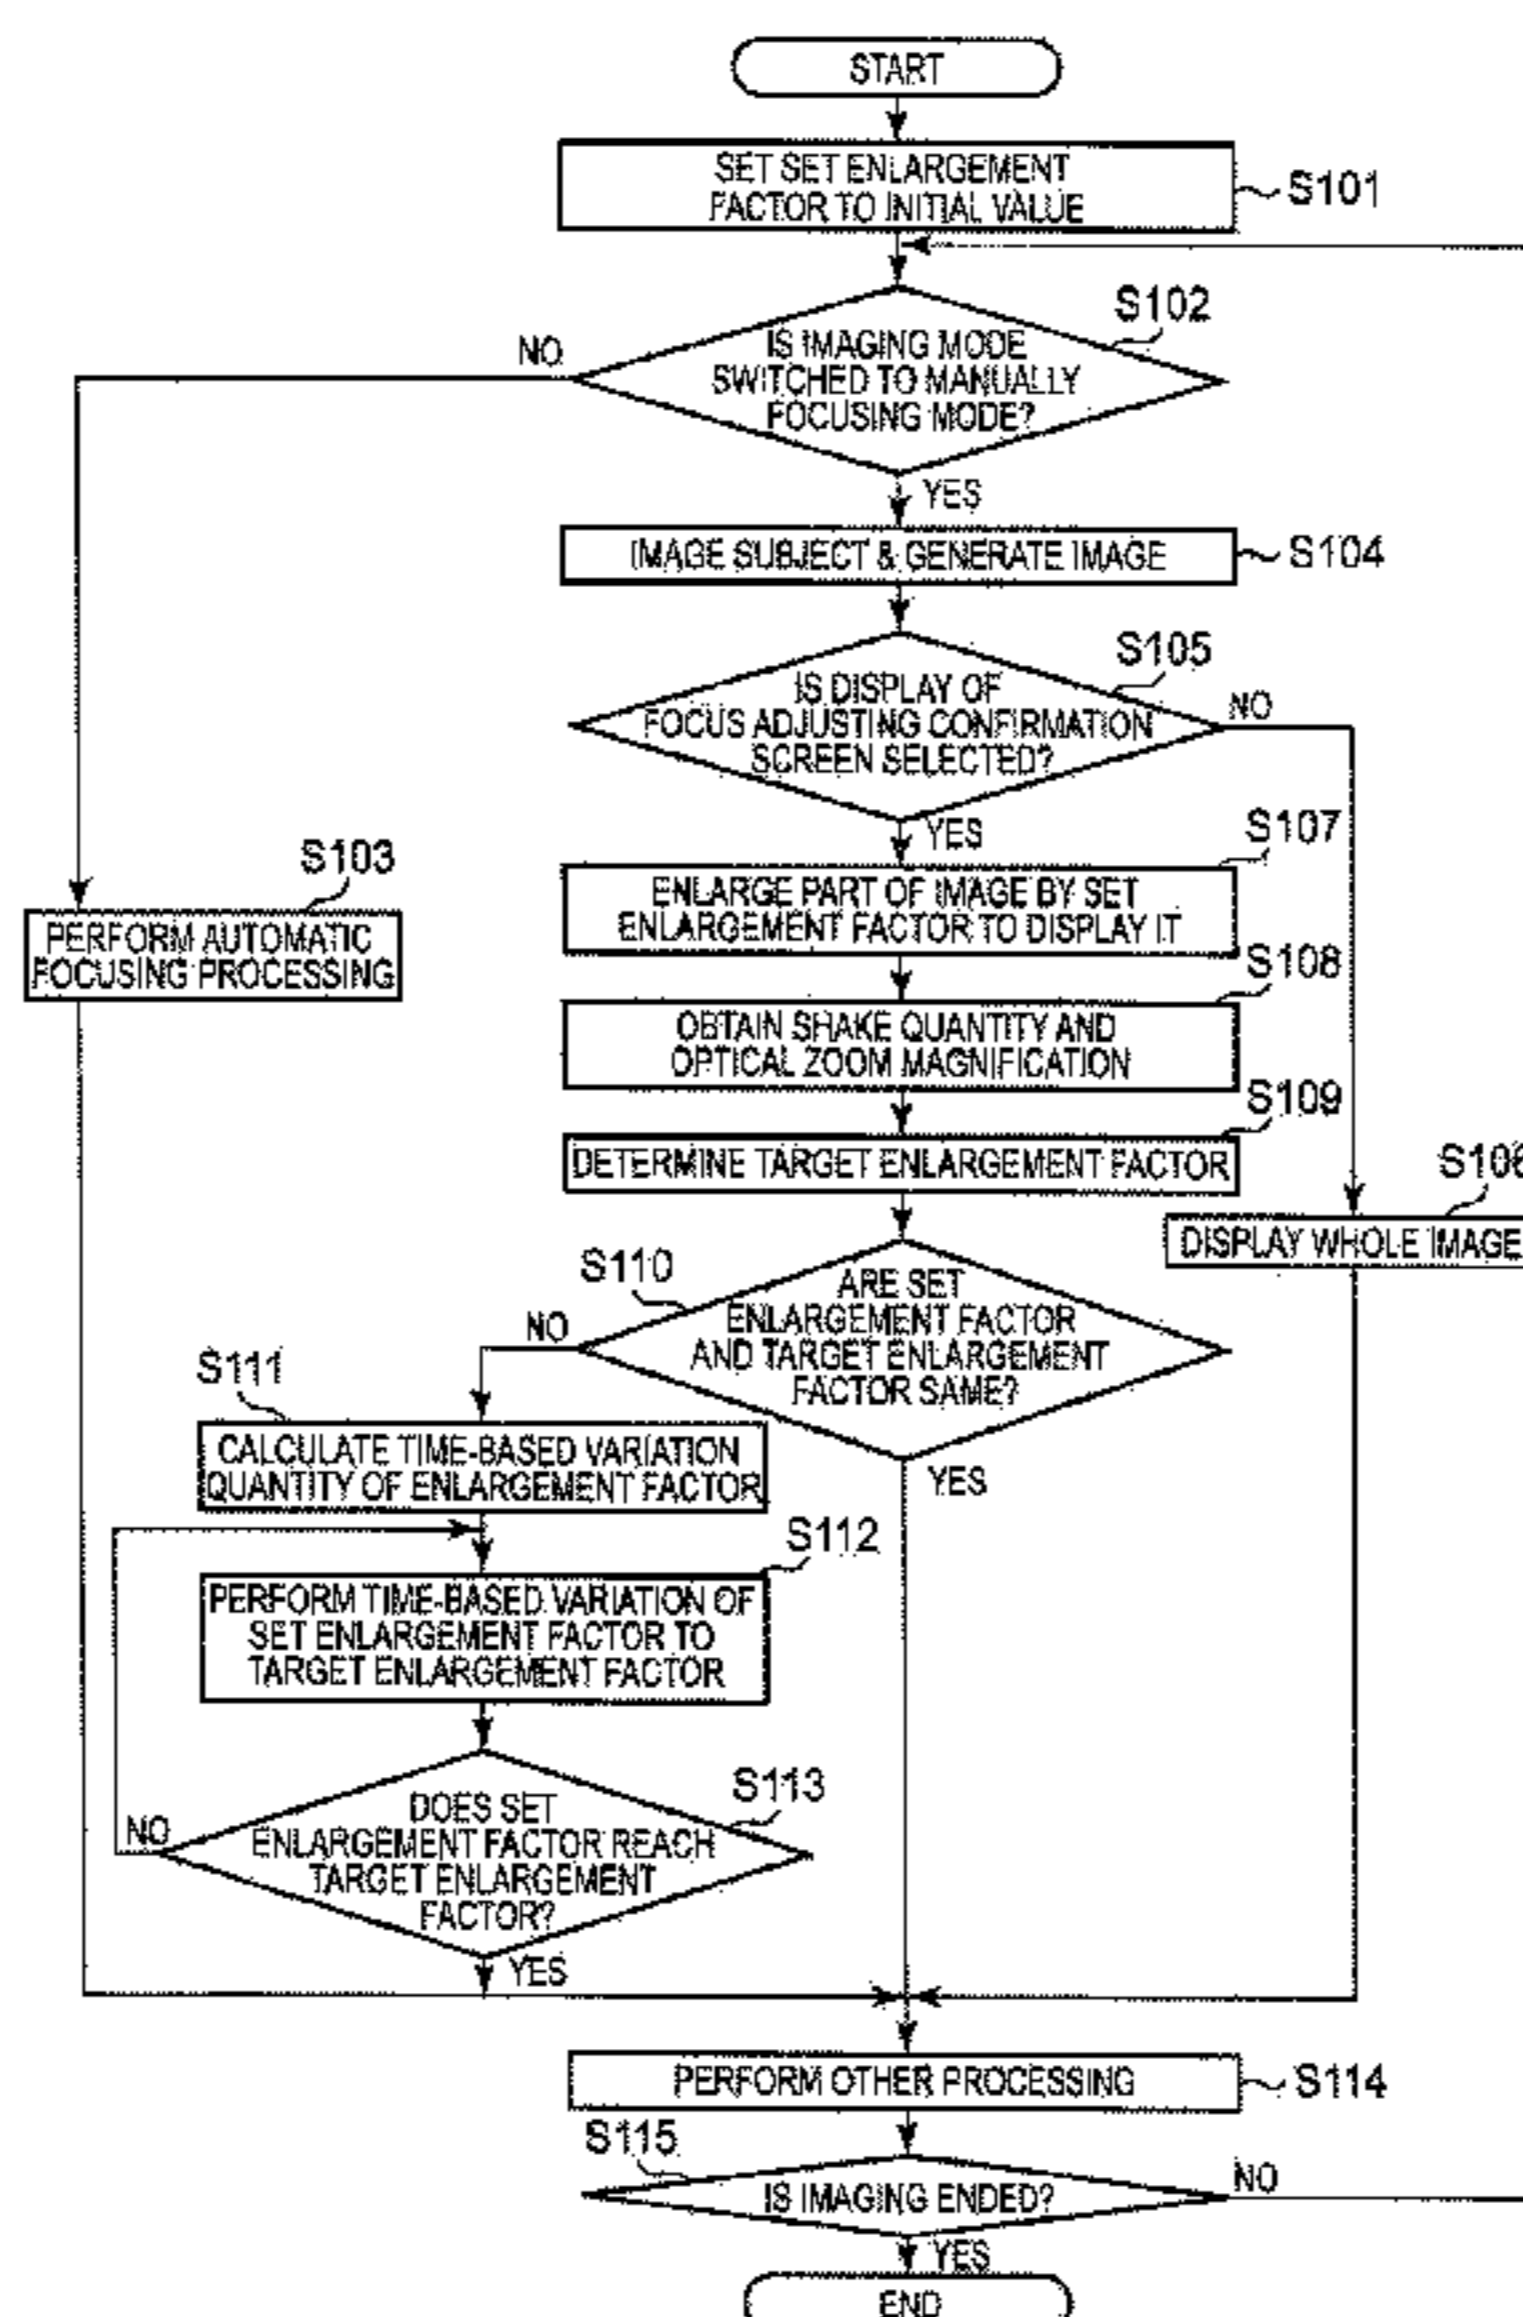 START
SET SET ENLARGEMENT
FACTOR TO INITIAL VALUE
S101
S102
IS IMAGING MODE
SWITCHED TO MANUALLY
FOCUSING MODE?
NO
YES
IMAGE SUBJECT & GENERATE IMAGE
S104
S105
IS DISPLAY OF
FOCUS ADJUSTING CONFIRMATION
SCREEN SELECTED?
NO
YES
S103
PERFORM AUTOMATIC
FOCUSING PROCESSING
S107
ENLARGE PART OF IMAGE BY SET
ENLARGEMENT FACTOR TO DISPLAY IT
S108
OBTAIN SHAKE QUANTITY AND
OPTICAL ZOOM MAGNIFICATION
S109
DETERMINE TARGET ENLARGEMENT FACTOR
S106
DISPLAY WHOLE IMAGE
S110
ARE SET
ENLARGEMENT FACTOR
AND TARGET ENLARGEMENT
FACTOR SAME?
NO
YES
S111
CALCULATE TIME-BASED VARIATION
QUANTITY OF ENLARGEMENT FACTOR
S112
PERFORM TIME-BASED VARIATION OF
SET ENLARGEMENT FACTOR TO
TARGET ENLARGEMENT FACTOR
S113
DOES SET
ENLARGEMENT FACTOR REACH
TARGET ENLARGEMENT
FACTOR?
NO
YES
PERFORM OTHER PROCESSING
S114
S115
IS IMAGING ENDED?
NO
YES
END